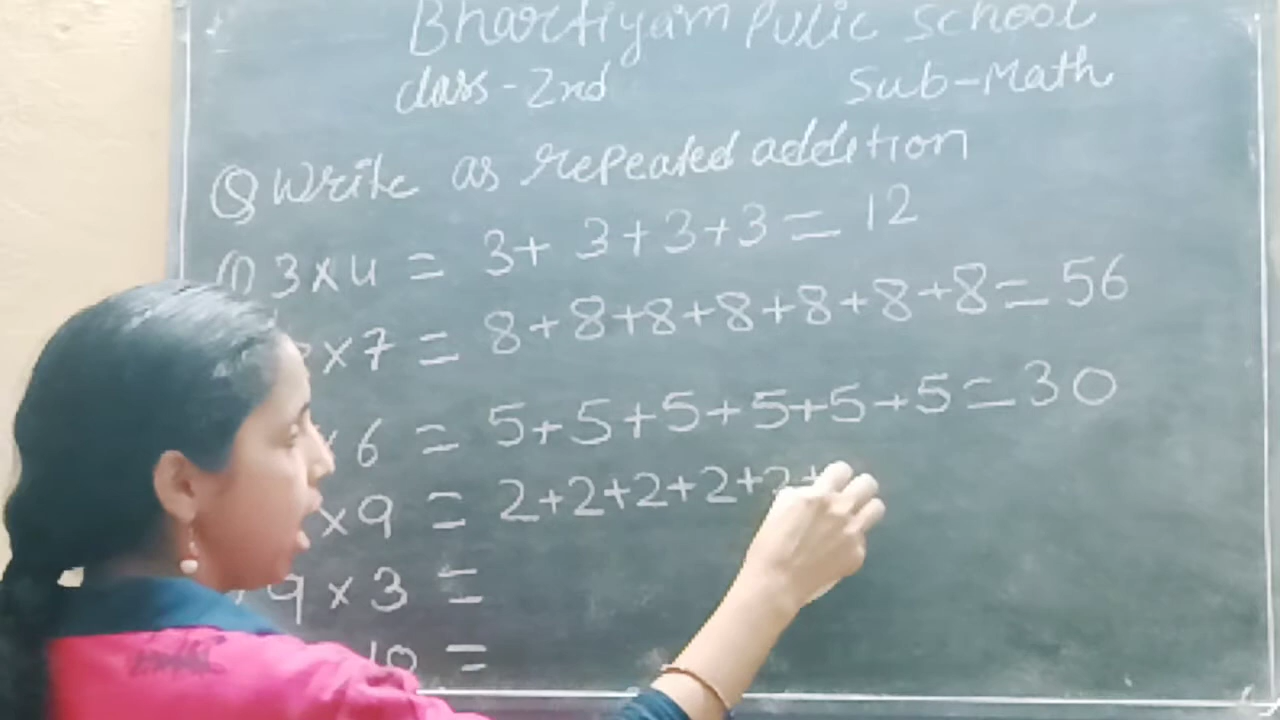 Bhartiyam Pulic School
class-2nd Sub-Math
Q Write as repeated addition
(1) 3×4 = 3+ 3+3+3= 12
×7 = 8+8+8+8+8+8+8=56
× 6 = 5+5+5+5+5+5=30
×9 = 2+2+2+2+2+
9 × 3 =
10 =